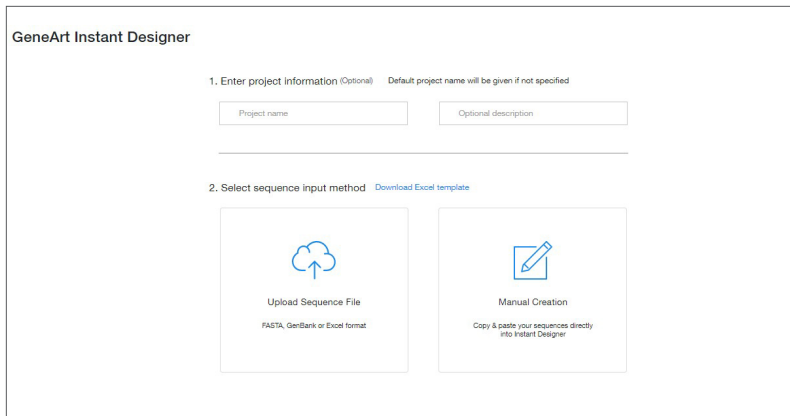 GeneArt Instant Designer
1. Enter project information (Optional) Default project name will be given if not specified
Project name
Optional description
2. Select sequence input method Download Excel template
Upload Sequence File
FASTA, GenBank or Excel format
Manual Creation
Copy & paste your sequences directly
into Instant Designer